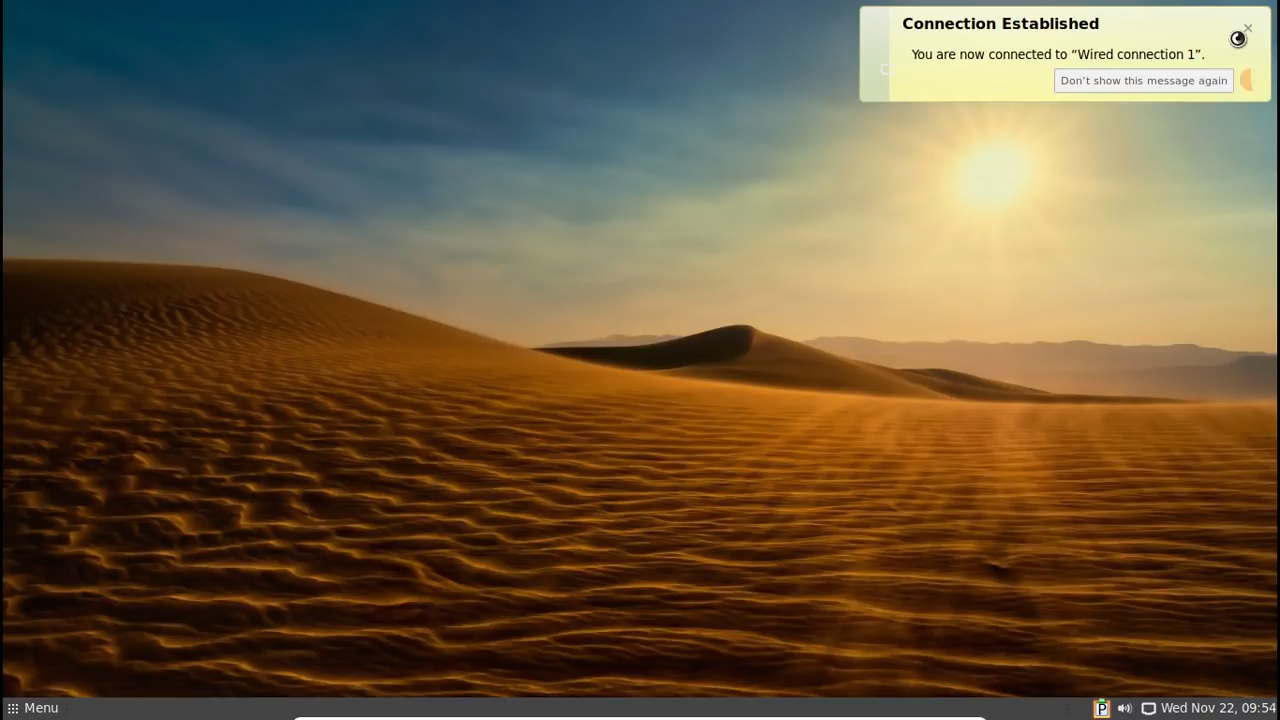 Connection Established
You are now connected to “Wired connection 1”.
Don’t show this message again
Menu
P
Wed Nov 22, 09:54